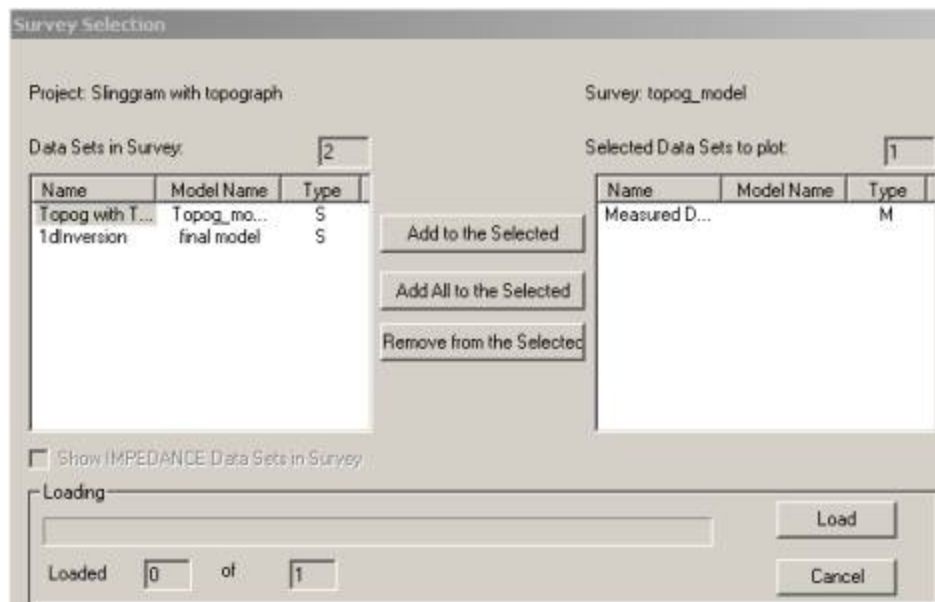 Survey Selection
Project: Slinggram with topograph
Survey: topog_model
Data Sets in Survey:
2
Selected Data Sets to plot:
1
Name Model Name Type
Topog with T... Topog_mo... S
1dInversion final model S
Add to the Selected
Add All to the Selected
Remove from the Selected
Name Model Name Type
Measured D... M
Show IMPEDANCE Data Sets in Survey
Loading
Load
Loaded 0 of 1
Cancel